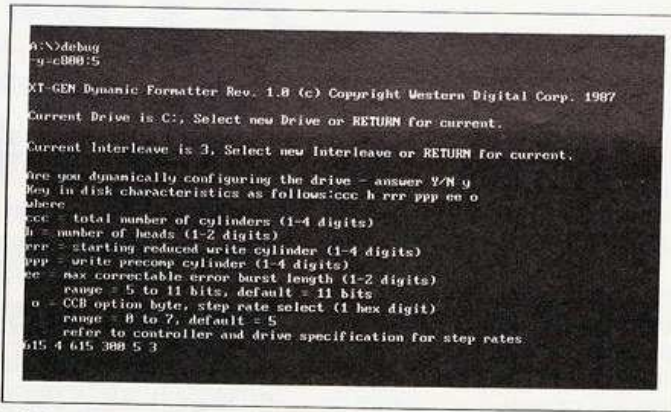 A:\>debug
-g=c800:5
XT-GEN Dynamic Formatter Rev. 1.0 (c) Copyright Western Digital Corp. 1987
Current Drive is C:, Select new Drive or RETURN for current.
Current Interleave is 3, Select new Interleave or RETURN for current.
Are you dynamically configuring the drive - answer Y/N y
Key in disk characteristics as follows:ccc h rrr ppp ee o
where
ccc = total number of cylinders (1-4 digits)
h = number of heads (1-2 digits)
rrr = starting reduced write cylinder (1-4 digits)
ppp = write precomp cylinder (1-4 digits)
ee = max correctable error burst length (1-2 digits)
range = 5 to 11 bits, default = 11 bits
o = CCB option byte, step rate select (1 hex digit)
range = 0 to 7, default = 5
refer to controller and drive specification for step rates
615 4 615 300 5 3